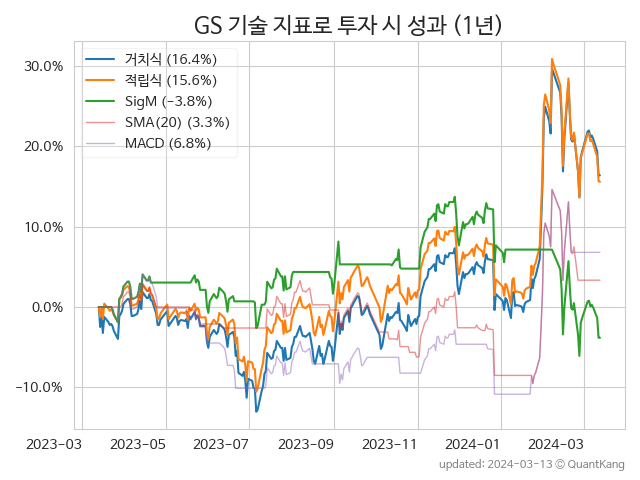 GS 기술 지표로 투자 시 성과 (1년)
거치식 (16.4%)
적립식 (15.6%)
SigM (−3.8%)
SMA(20) (3.3%)
MACD (6.8%)
30.0%
20.0%
10.0%
0.0%
−10.0%
2023-03 2023-05 2023-07 2023-09 2023-11 2024-01 2024-03
updated: 2024-03-13 ⓒ QuantKang